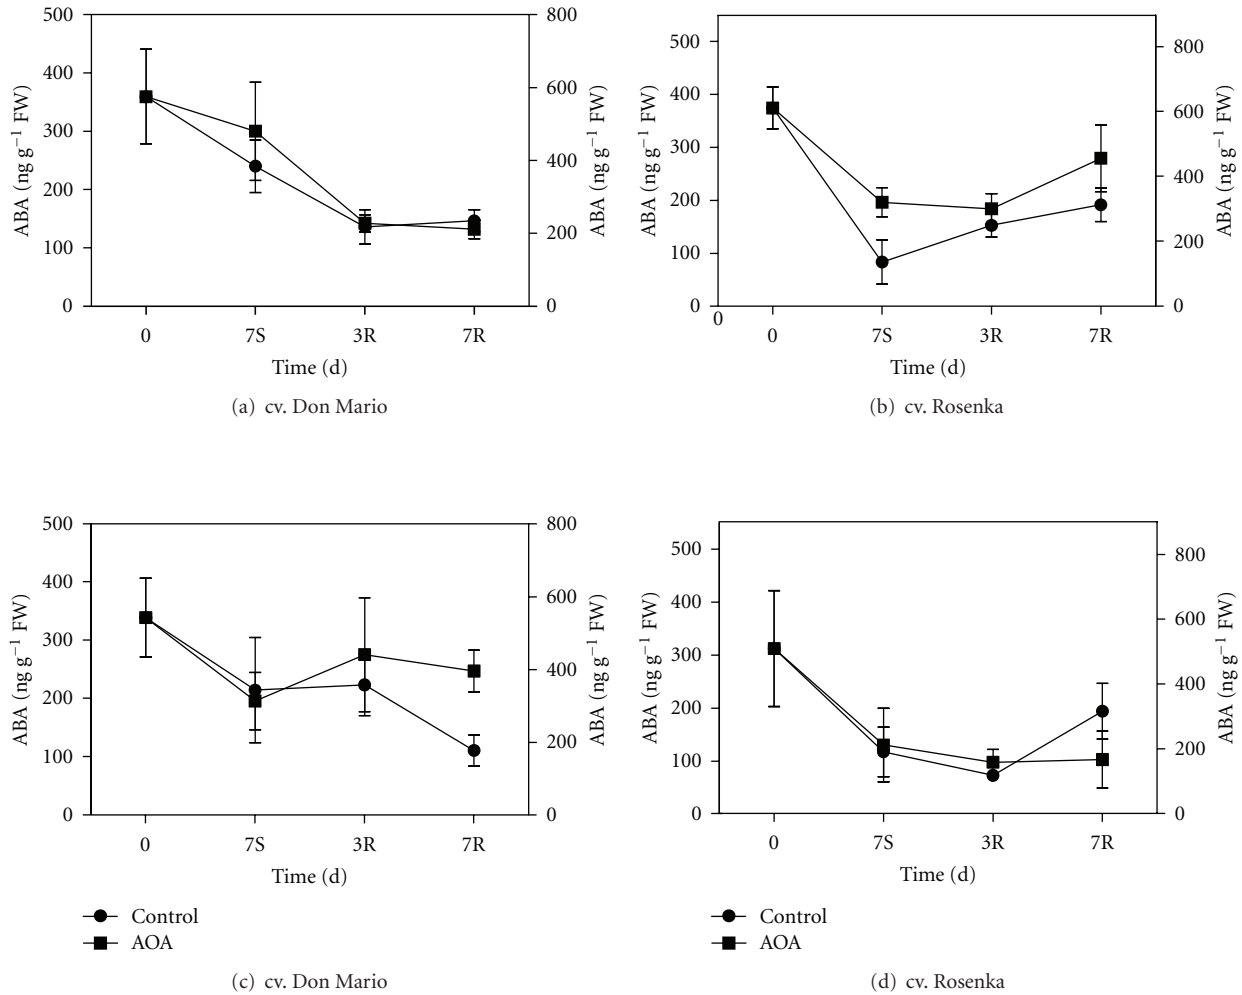 500
400
300
200
100
0
ABA (ng g−1 FW)
800
600
400
200
0
ABA (ng g−1 FW)
0 7S 3R 7R
Time (d)
(a) cv. Don Mario
500
400
300
200
100
0
0
ABA (ng g−1 FW)
800
600
400
200
0
ABA (ng g−1 FW)
0 7S 3R 7R
Time (d)
(b) cv. Rosenka
500
400
300
200
100
0
ABA (ng g−1 FW)
800
600
400
200
0
ABA (ng g−1 FW)
0 7S 3R 7R
Time (d)
Control
AOA
(c) cv. Don Mario
500
400
300
200
100
0
ABA (ng g−1 FW)
800
600
400
200
0
ABA (ng g−1 FW)
0 7S 3R 7R
Time (d)
Control
AOA
(d) cv. Rosenka